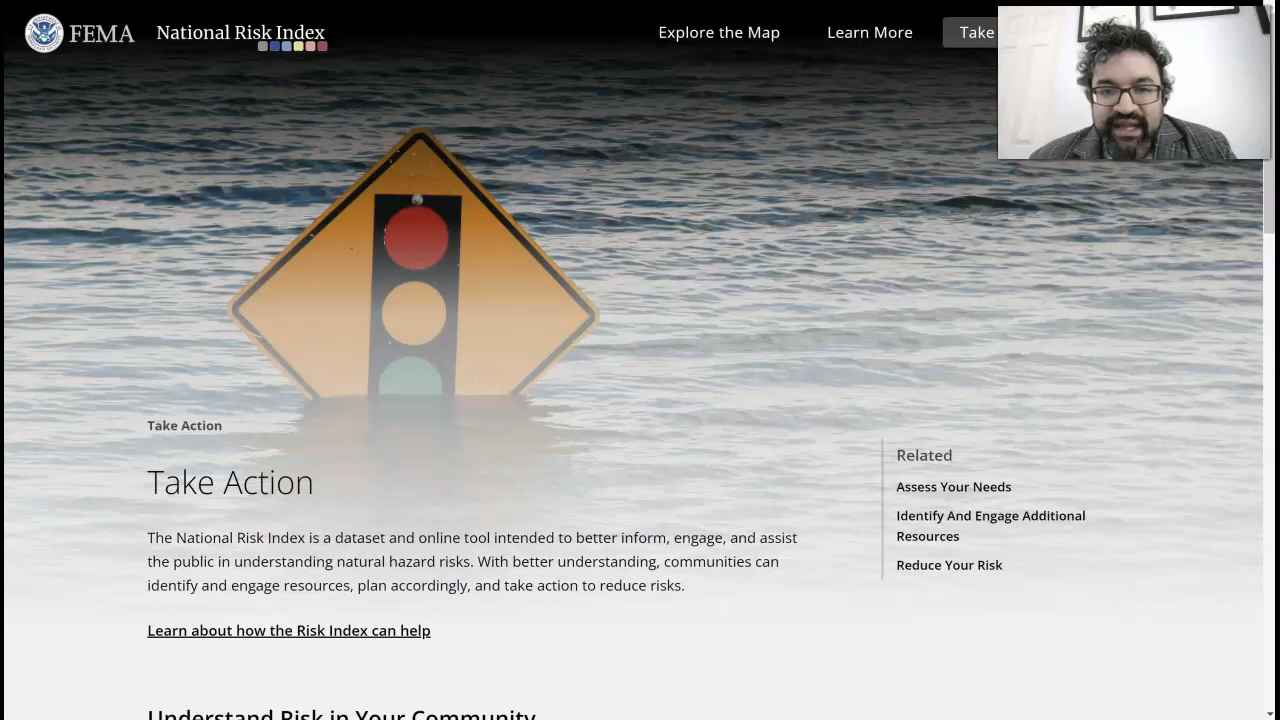 FEMA
National Risk Index
Explore the Map
Learn More
Take
Take Action
Take Action
The National Risk Index is a dataset and online tool intended to better inform, engage, and assist
the public in understanding natural hazard risks. With better understanding, communities can
identify and engage resources, plan accordingly, and take action to reduce risks.
Learn about how the Risk Index can help
Related
Assess Your Needs
Identify And Engage Additional
Resources
Reduce Your Risk
Understand Risk in Your Community